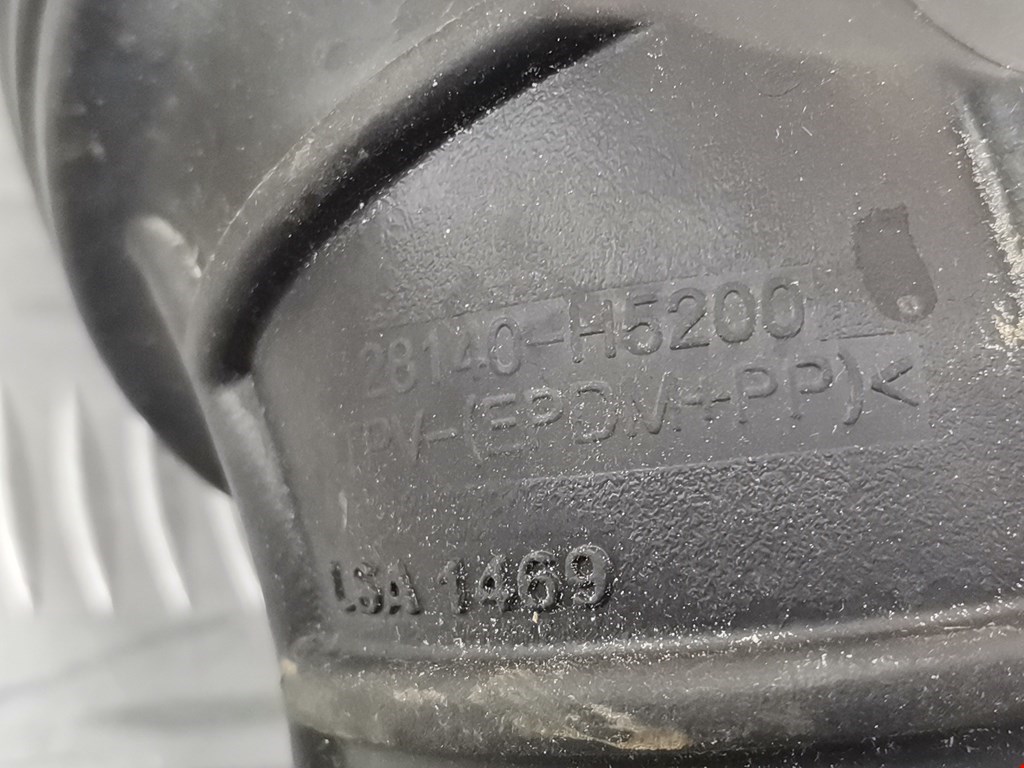 28140-H5200
TPV-(EPDM+PP)<
LSA 1469